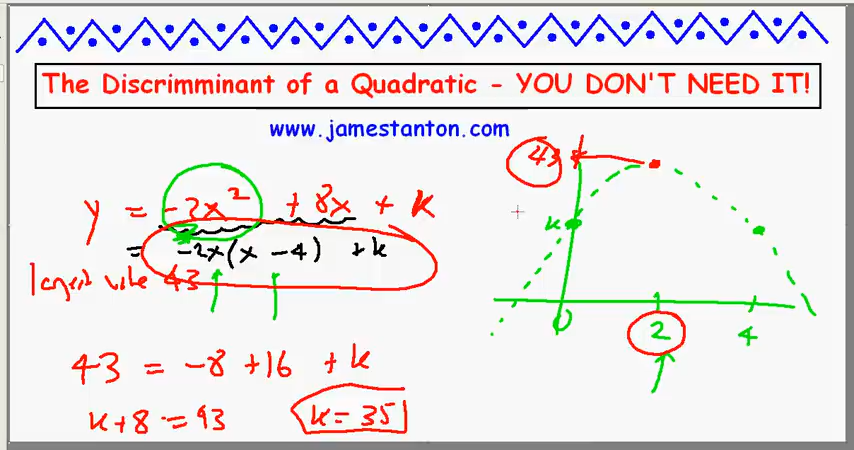 The Discrimminant of a Quadratic - YOU DON'T NEED IT!
www.jamestanton.com
y = -2x² + 8x + k
= -2x(x - 4) + k
largest value 43
43 = -8 + 16 + k
k + 8 = 43
k = 35
43
k
0 2 4